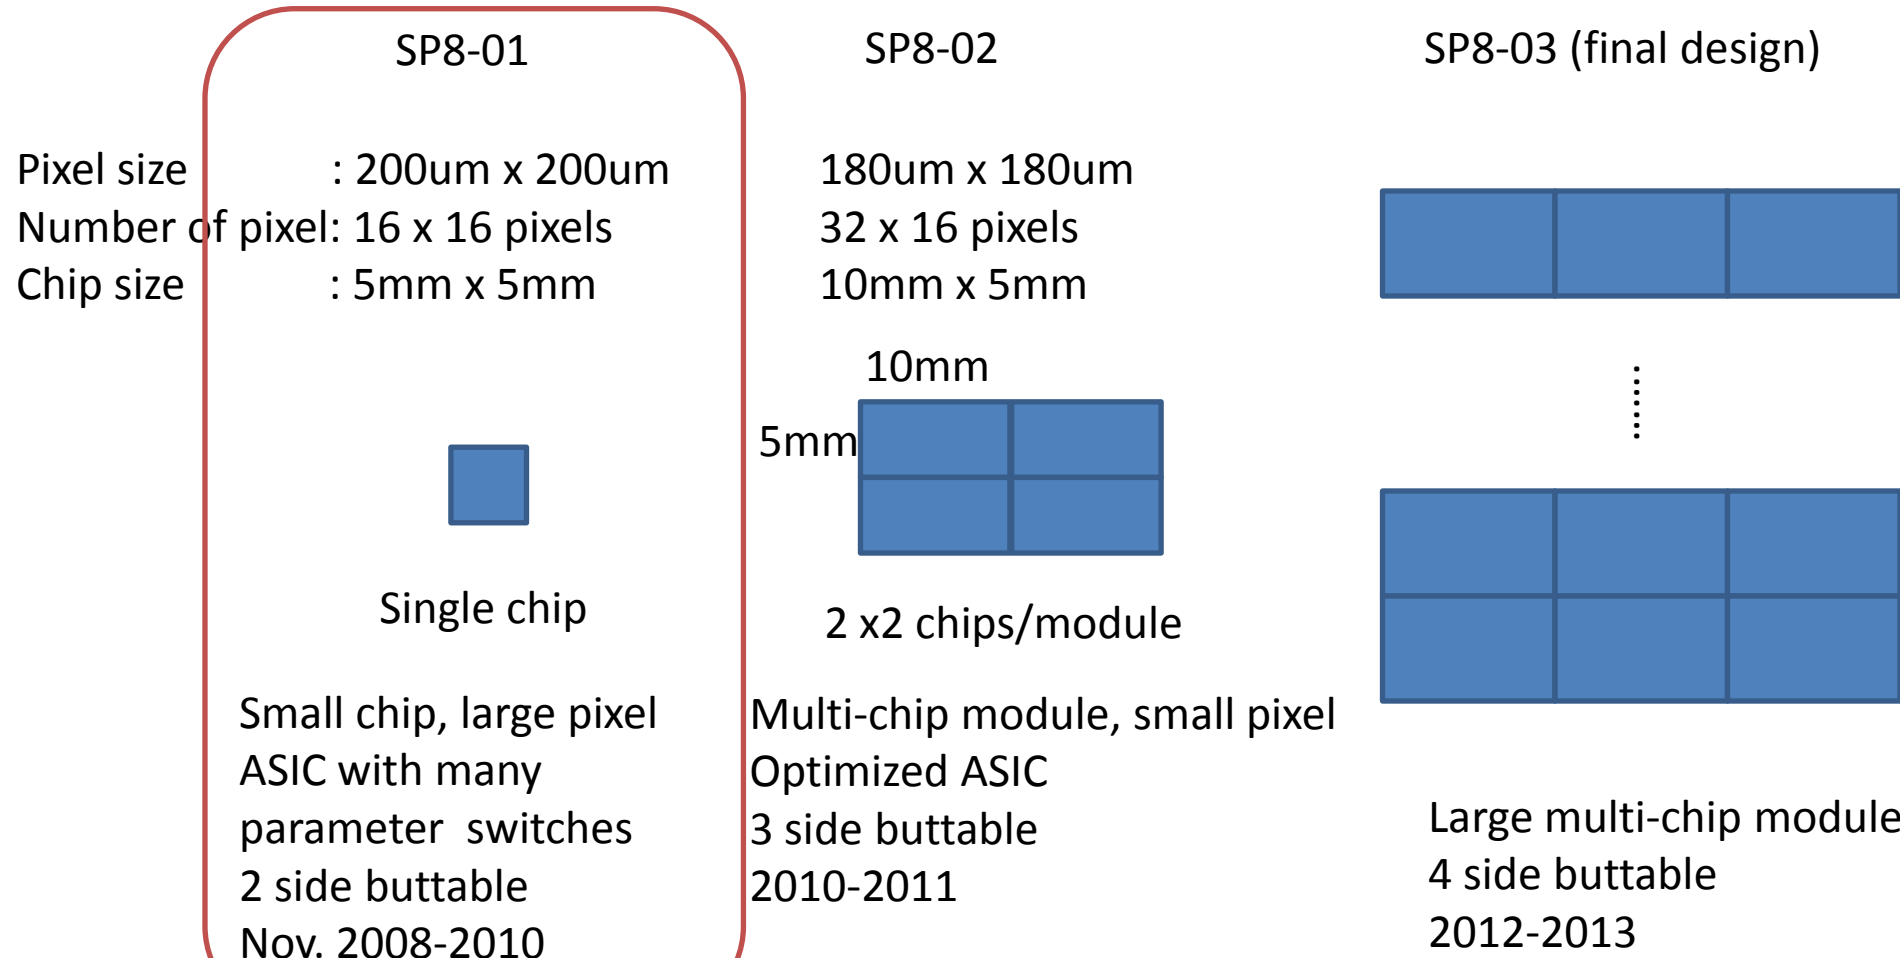 SP8-01
SP8-02
SP8-03 (final design)
Pixel size : 200um x 200um
180um x 180um
Number of pixel: 16 x 16 pixels
32 x 16 pixels
Chip size : 5mm x 5mm
10mm x 5mm
10mm
5mm
......
Single chip
2 x2 chips/module
Small chip, large pixel
ASIC with many
parameter switches
2 side buttable
Nov. 2008-2010
Multi-chip module, small pixel
Optimized ASIC
3 side buttable
2010-2011
Large multi-chip module
4 side buttable
2012-2013